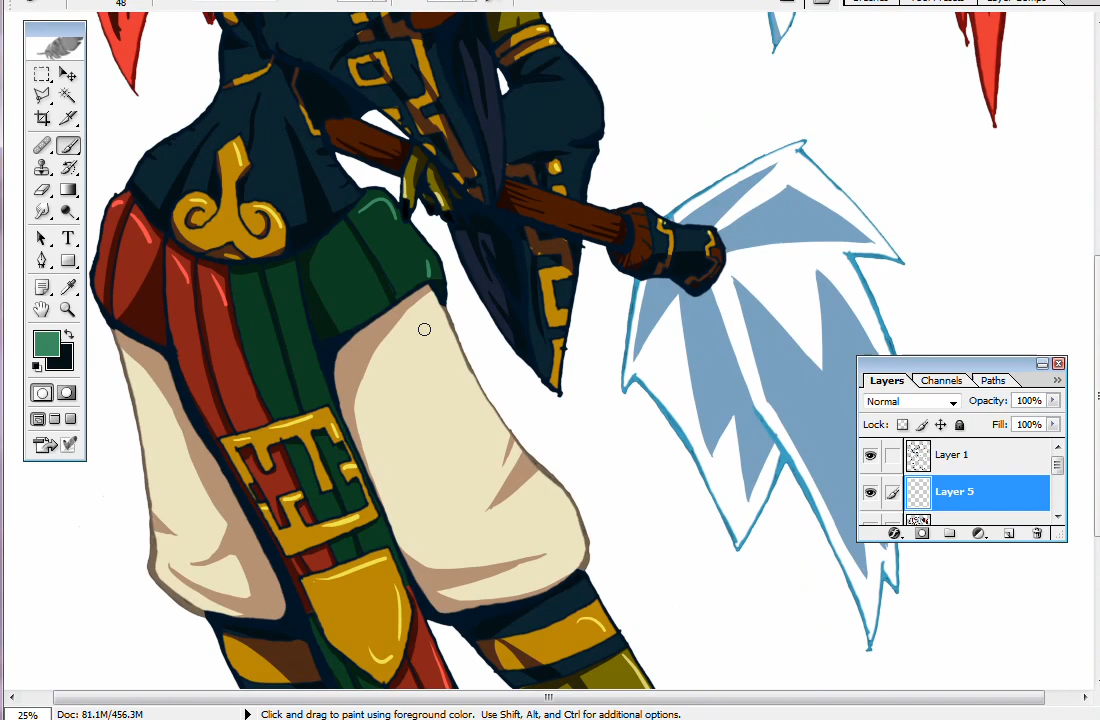 48
Layers Channels Paths
Normal Opacity: 100%
Lock: Fill: 100%
Layer 1
Layer 5
25% Doc: 81.1M/456.3M Click and drag to paint using foreground color. Use Shift, Alt, and Ctrl for additional options.